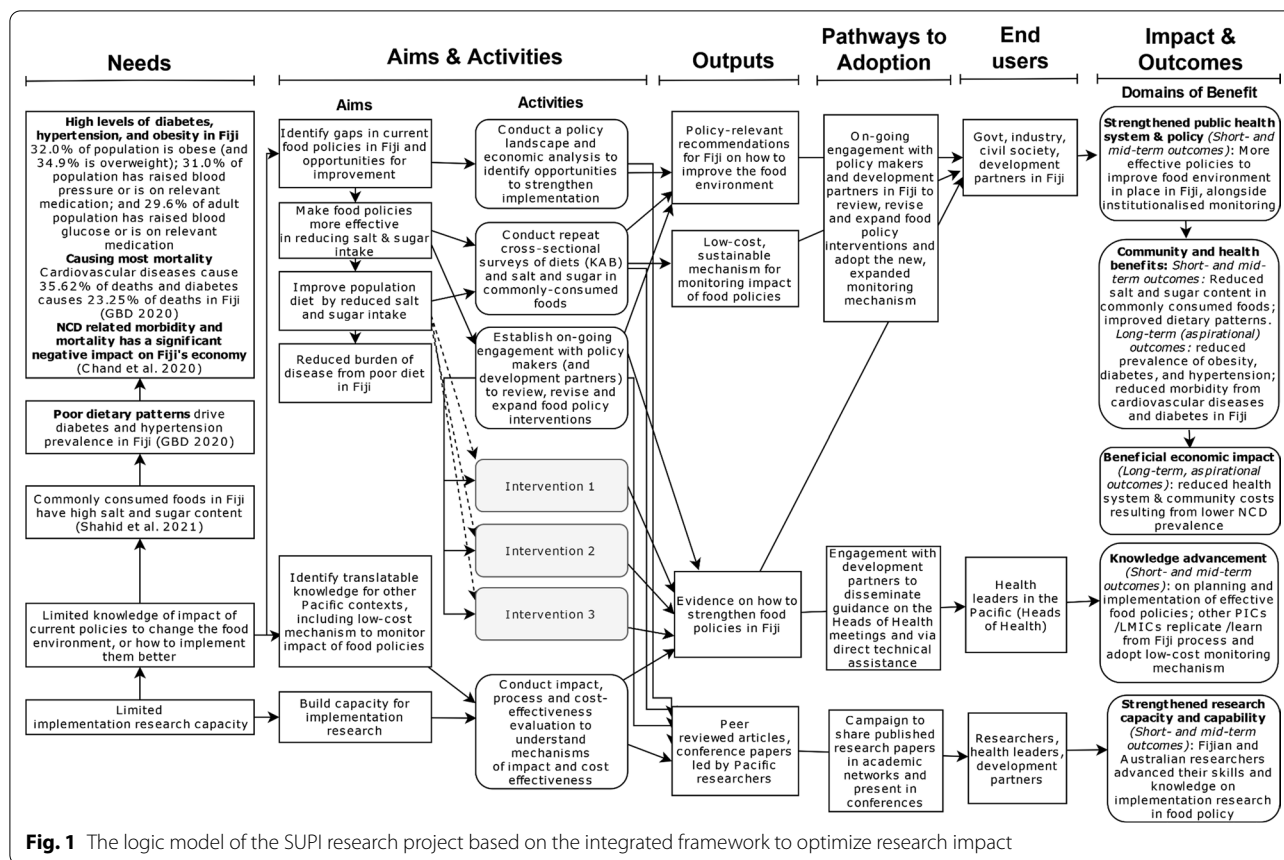 Needs
High levels of diabetes,
hypertension, and obesity in Fiji
32.0% of population is obese (and
34.9% is overweight); 31.0% of
population has raised blood
pressure or is on relevant
medication; and 29.6% of adult
population has raised blood
glucose or is on relevant
medication
Causing most mortality
Cardiovascular diseases cause
35.62% of deaths and diabetes
causes 23.25% of deaths in Fiji
(GBD 2020)
NCD related morbidity and
mortality has a significant
negative impact on Fiji's economy
(Chand et al. 2020)
Poor dietary patterns drive
diabetes and hypertension
prevalence in Fiji (GBD 2020)
Commonly consumed foods in Fiji
have high salt and sugar content
(Shahid et al. 2021)
Limited knowledge of impact of
current policies to change the food
environment, or how to implement
them better
Limited
implementation research capacity
Aims & Activities
Aims
Identify gaps in current
food policies in Fiji and
opportunities for
improvement
Make food policies
more effective
in reducing salt & sugar
intake
Improve population
diet by reduced salt
and sugar intake
Reduced burden of
disease from poor diet
in Fiji
Identify translatable
knowledge for other
Pacific contexts,
including low-cost
mechanism to monitor
impact of food policies
Build capacity for
implementation
research
Activities
Conduct a policy
landscape and
economic analysis to
identify opportunities
to strengthen
implementation
Conduct repeat
cross-sectional
surveys of diets (KAB)
and salt and sugar in
commonly-consumed
foods
Establish on-going
engagement with policy
makers (and
development partners)
to review, revise and
expand food policy
interventions
Intervention 1
Intervention 2
Intervention 3
Conduct impact,
process and cost-
effectiveness
evaluation to
understand
mechanisms
of impact and cost
effectiveness
Outputs
Policy-relevant
recommendations
for Fiji on how to
improve the food
environment
Low-cost,
sustainable
mechanism for
monitoring impact
of food policies
Evidence on how to
strengthen food
policies in Fiji
Peer
reviewed articles,
conference papers
led by Pacific
researchers
Pathways to
Adoption
On-going
engagement with
policy makers
and development
partners in Fiji to
review, revise
and expand food
policy
interventions and
adopt the new,
expanded
monitoring
mechanism
Engagement with
development
partners to
disseminate
guidance on the
Heads of Health
meetings and via
direct technical
assistance
Campaign to
share published
research papers
in academic
networks and
present in
conferences
End
users
Govt, industry,
civil society,
development
partners in Fiji
Health
leaders in
the Pacific (Heads
of Health)
Researchers,
health leaders,
development
partners
Impact &
Outcomes
Domains of Benefit
Strengthened public health
system & policy (Short- and
mid-term outcomes): More
effective policies to
improve food environment
in place in Fiji, alongside
institutionalised monitoring
Community and health
benefits: Short- and mid-
term outcomes: Reduced
salt and sugar content in
commonly consumed foods;
improved dietary patterns.
Long-term (aspirational)
outcomes: reduced
prevalence of obesity,
diabetes, and hypertension;
reduced morbidity from
cardiovascular diseases
and diabetes in Fiji
Beneficial economic impact
(Long-term, aspirational
outcomes): reduced health
system & community costs
resulting from lower NCD
prevalence
Knowledge advancement
(Short- and mid-term
outcomes): on planning and
implementation of effective
food policies; other PICs
/LMICs replicate /learn
from Fiji process and
adopt low-cost monitoring
mechanism
Strengthened research
capacity and capability
(Short- and mid-term
outcomes): Fijian and
Australian researchers
advanced their skills and
knowledge on
implementation research
in food policy
Fig. 1 The logic model of the SUPI research project based on the integrated framework to optimize research impact